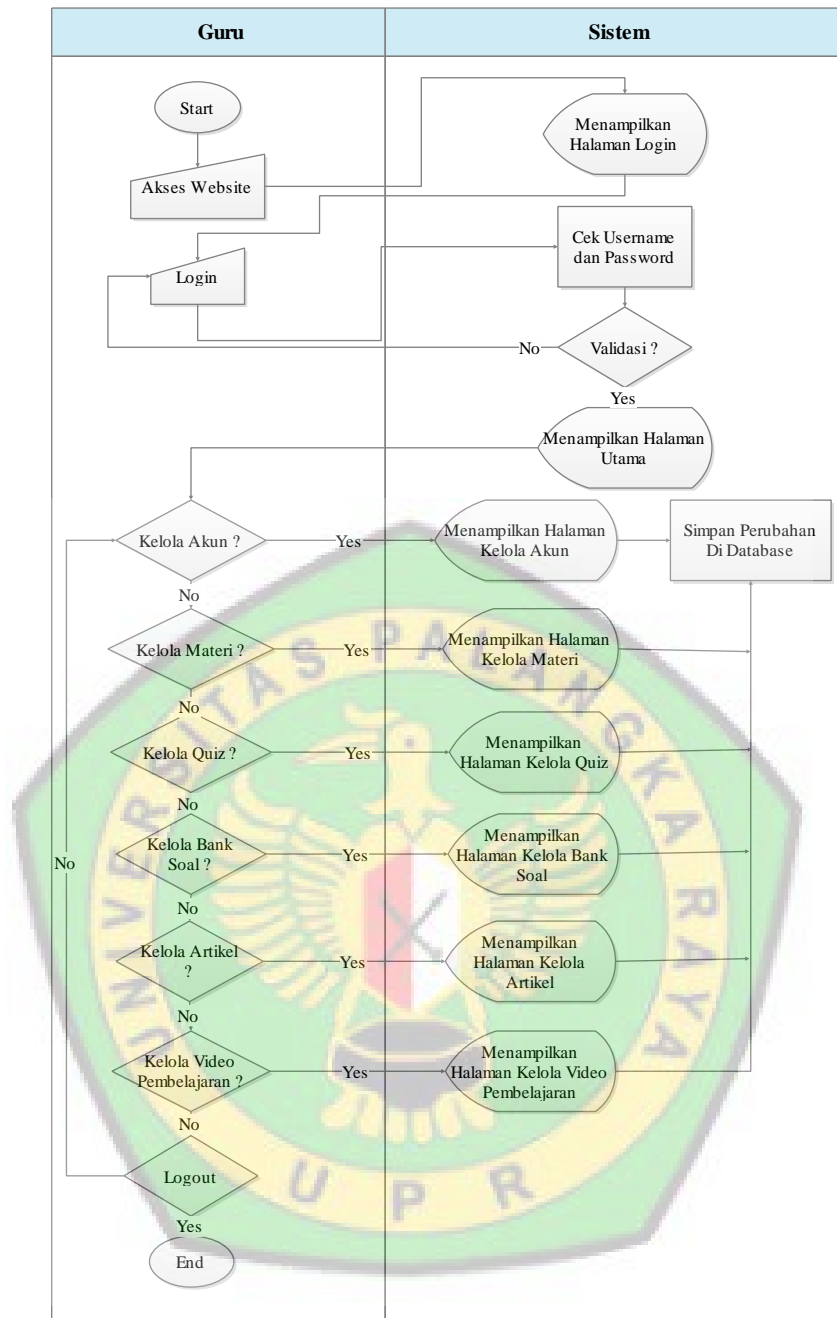 Guru
Sistem
Start
Menampilkan
Halaman Login
Akses Website
Cek Username
dan Password
Login
No
Validasi ?
Yes
Menampilkan Halaman
Utama
Kelola Akun ?
Yes
Menampilkan Halaman
Kelola Akun
Simpan Perubahan
Di Database
No
Kelola Materi ?
Yes
Menampilkan Halaman
Kelola Materi
No
Kelola Quiz ?
Yes
Menampilkan
Halaman Kelola Quiz
No
No
Kelola Bank
Soal ?
Yes
Menampilkan
Halaman Kelola Bank
Soal
No
Kelola Artikel
?
Yes
Menampilkan
Halaman Kelola
Artikel
No
Kelola Video
Pembelajaran ?
Yes
Menampilkan
Halaman Kelola Video
Pembelajaran
No
Logout
Yes
End
UNIVERSITAS PALANGKA RAYA
UPR